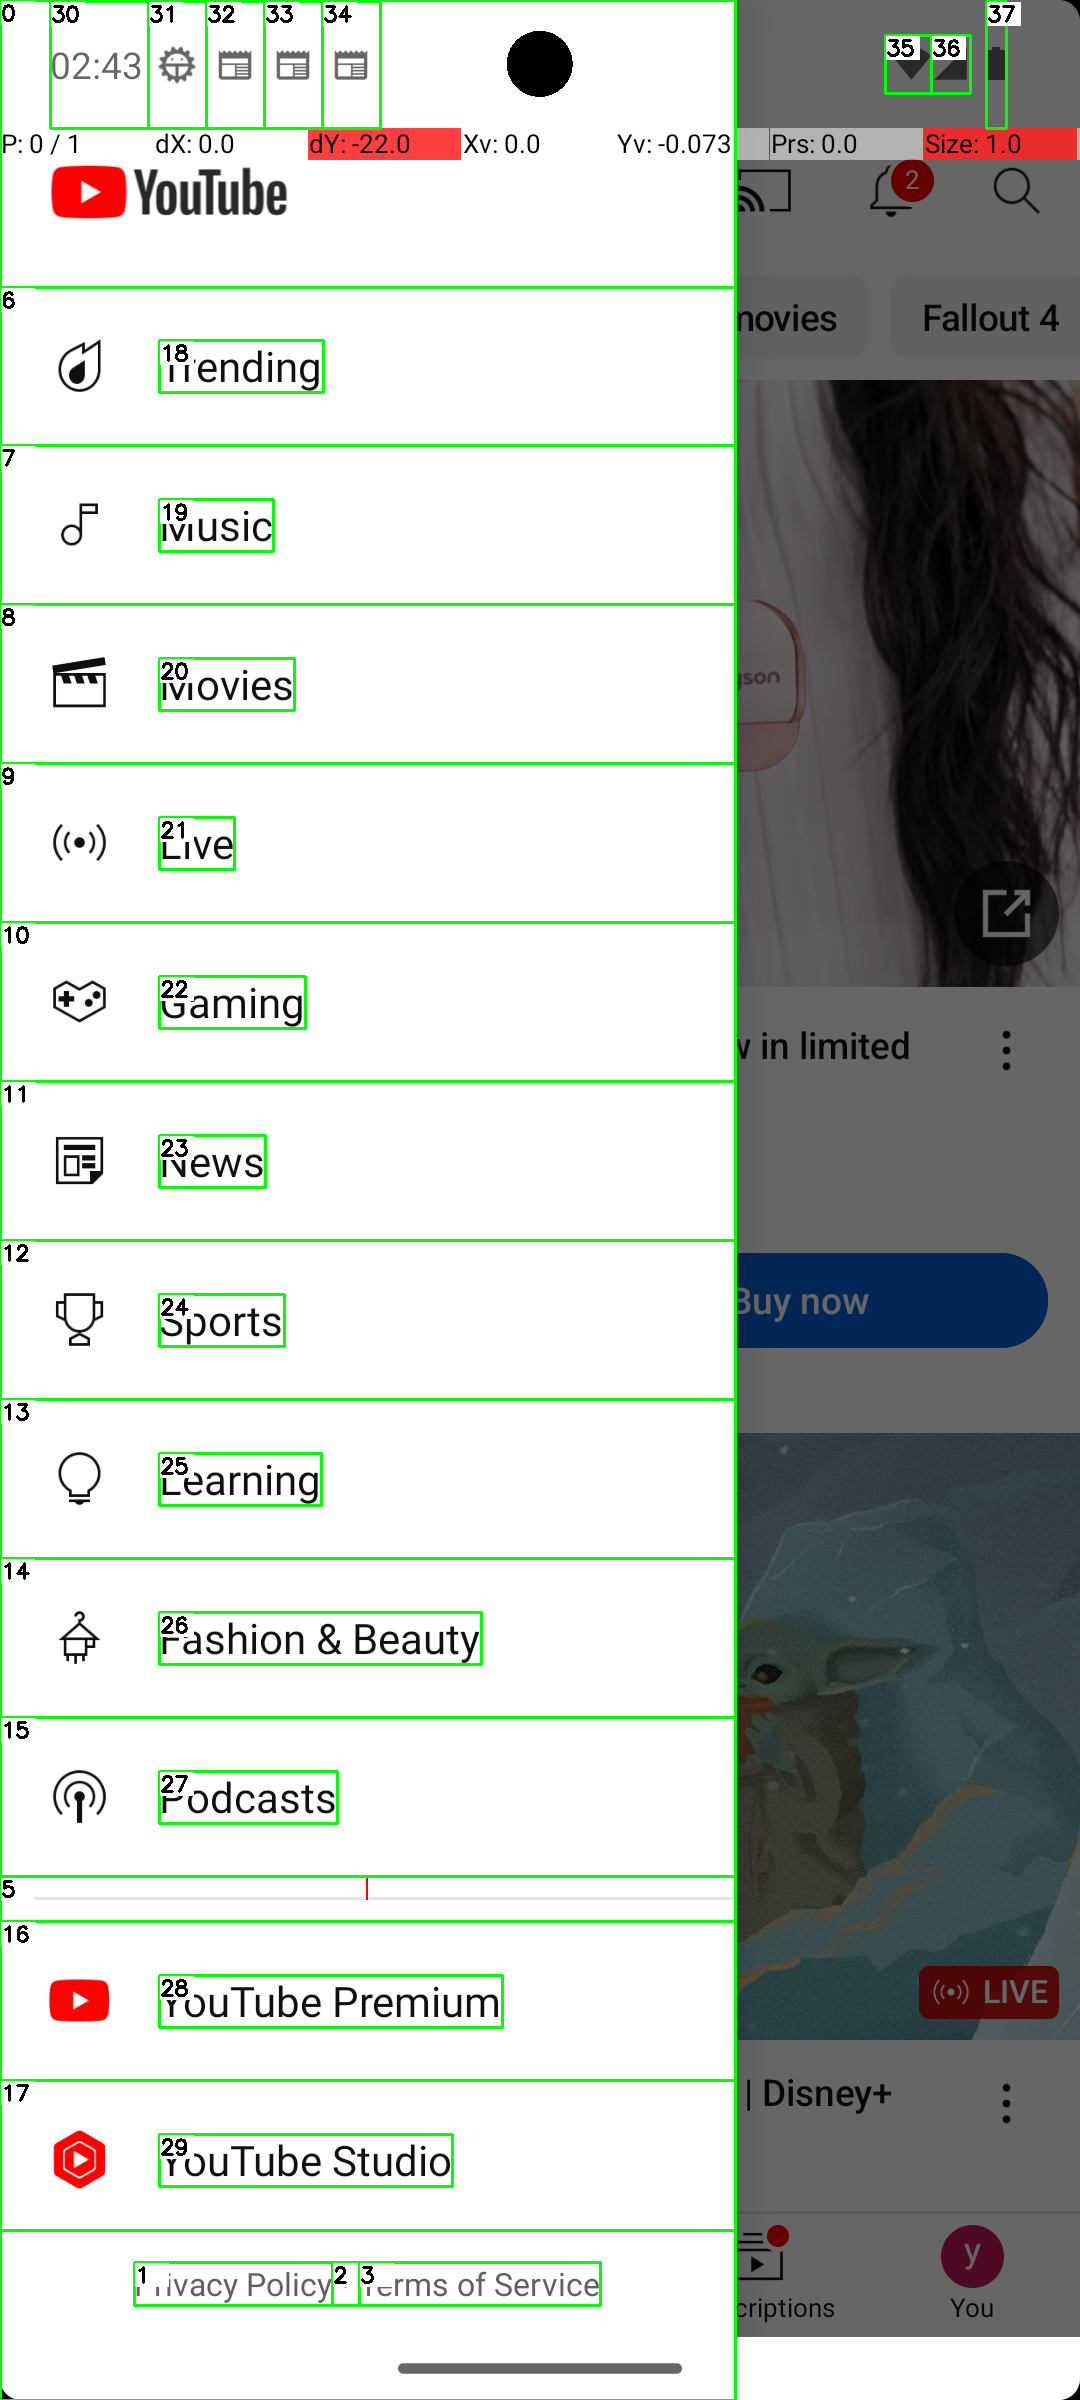 0 30 31 32 33 34 37
02:43 35 36
P: 0 / 1 dX: 0.0 dY: -22.0 Xv: 0.0 Yv: -0.073 Prs: 0.0 Size: 1.0
YouTube 2
6
18 Trending movies Fallout 4
7
19 Music
8
20 Movies dyson
9
21 Live
10
22 Gaming
w in limited
11
23 News
12
24 Sports Buy now
13
25 Learning
14
26 Fashion & Beauty
15
27 Podcasts
5
16
28 YouTube Premium LIVE
17
| Disney+
29 YouTube Studio
1 Privacy Policy 2 3 Terms of Service y
criptions You